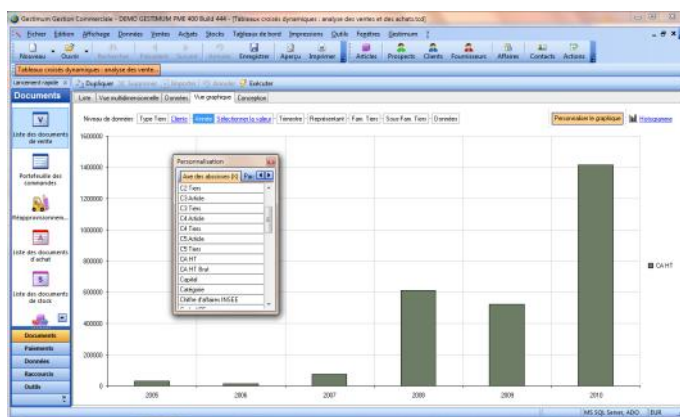 Gestimum Gestion Commerciale - DEMO GESTIMUM PME 400 Build 444 - [Tableaux croisés dynamiques : analyse des ventes et des achats.tcd]
Fichier Edition Affichage Données Ventes Achats Stocks Tableaux de bord Impressions Outils Fenêtres Gestimum ?
Nouveau Ouvrir Rechercher Précédent Suivant Annuler Enregistrer Aperçu Imprimer Articles Prospects Clients Fournisseurs Affaires Contacts Actions
Tableaux croisés dynamiques : analyse des vente...
Lancement rapide Dupliquer Supprimer Importer Annuler Exécuter
Documents
Liste Vue multidimensionnelle Données Vue graphique Conception
Niveau de données : Type Tiers Clients Année Sélectionner la valeur Trimestre Représentant Fam. Tiers Sous Fam. Tiers Données
Personnaliser le graphique Histogramme
Liste des documents de vente
Portefeuille des commandes
Réapprovisionnem...
Liste des documents d'achat
Liste des documents de stock
Documents
Paiements
Données
Raccourcis
Outils
1600000
1400000
1200000
1000000
800000
600000
400000
200000
0
Personnalisation
Axe des abscisses (X)
C2 Tiers
C3 Article
C3 Tiers
C4 Article
C4 Tiers
C5 Article
C5 Tiers
CA HT
CA HT Brut
Capital
Catégorie
Chiffre d'affaires INSEE
CA HT
2005 2006 2007 2008 2009 2010
MS SQL Server, ADO EUR